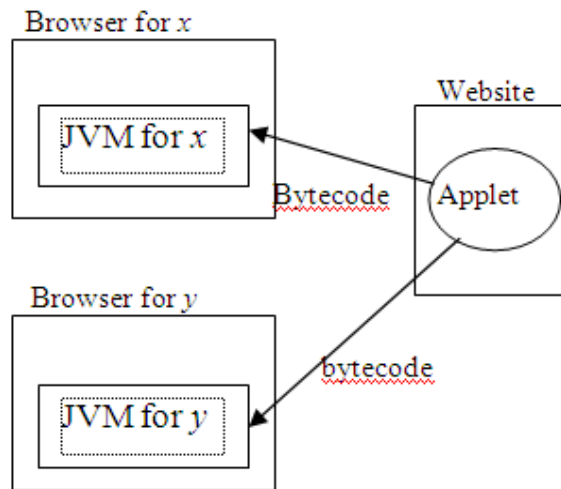 Browser for x
JVM for x
Website
Applet
Bytecode
Browser for y
JVM for y
bytecode